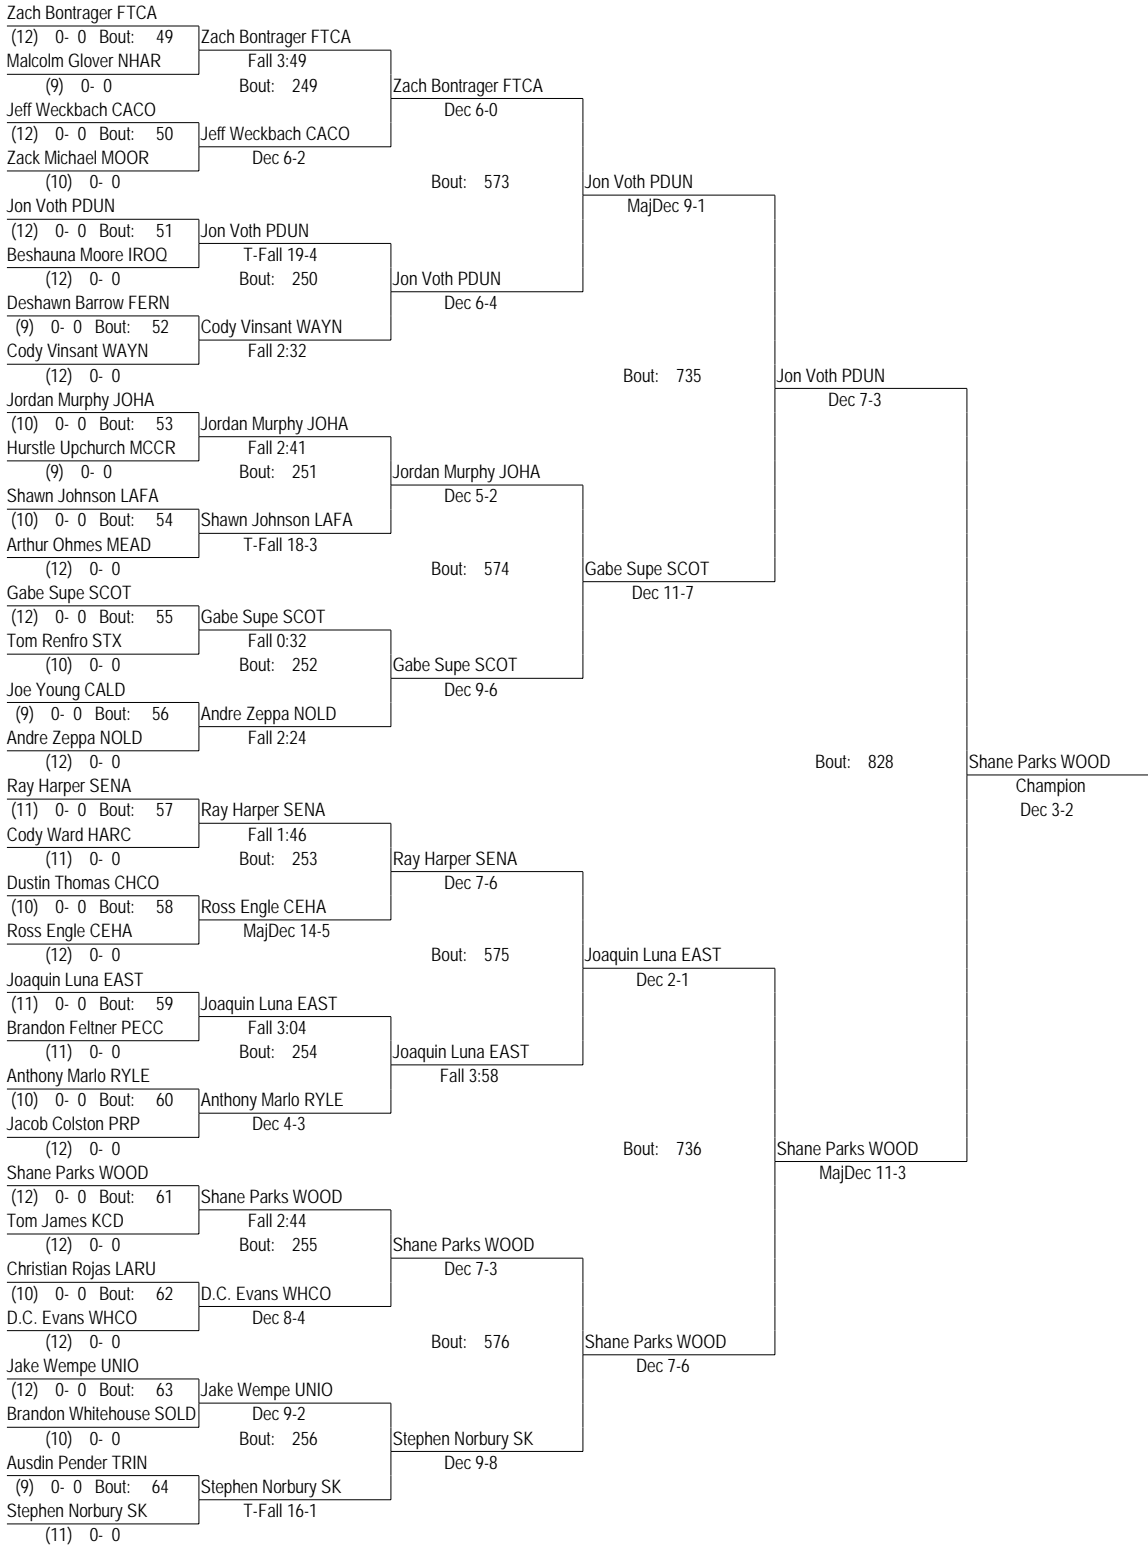 Zach Bontrager FTCA
(12) 0- 0 Bout: 49 Zach Bontrager FTCA
Malcolm Glover NHAR Fall 3:49
(9) 0- 0 Bout: 249 Zach Bontrager FTCA
Jeff Weckbach CACO Dec 6-0
(12) 0- 0 Bout: 50 Jeff Weckbach CACO
Zack Michael MOOR Dec 6-2
(10) 0- 0 Bout: 573 Jon Voth PDUN
Jon Voth PDUN MajDec 9-1
(12) 0- 0 Bout: 51 Jon Voth PDUN
Beshauna Moore IROQ T-Fall 19-4
(12) 0- 0 Bout: 250 Jon Voth PDUN
Deshawn Barrow FERN Dec 6-4
(9) 0- 0 Bout: 52 Cody Vinsant WAYN
Cody Vinsant WAYN Fall 2:32
(12) 0- 0 Bout: 735 Jon Voth PDUN
Jordan Murphy JOHA Dec 7-3
(10) 0- 0 Bout: 53 Jordan Murphy JOHA
Hurstle Upchurch MCCR Fall 2:41
(9) 0- 0 Bout: 251 Jordan Murphy JOHA
Shawn Johnson LAFA Dec 5-2
(10) 0- 0 Bout: 54 Shawn Johnson LAFA
Arthur Ohmes MEAD T-Fall 18-3
(12) 0- 0 Bout: 574 Gabe Supe SCOT
Gabe Supe SCOT Dec 11-7
(12) 0- 0 Bout: 55 Gabe Supe SCOT
Tom Renfro STX Fall 0:32
(10) 0- 0 Bout: 252 Gabe Supe SCOT
Joe Young CALD Dec 9-6
(9) 0- 0 Bout: 56 Andre Zeppa NOLD
Andre Zeppa NOLD Fall 2:24
(12) 0- 0 Bout: 828 Shane Parks WOOD
Ray Harper SENA Champion
(11) 0- 0 Bout: 57 Ray Harper SENA Dec 3-2
Cody Ward HARC Fall 1:46
(11) 0- 0 Bout: 253 Ray Harper SENA
Dustin Thomas CHCO Dec 7-6
(10) 0- 0 Bout: 58 Ross Engle CEHA
Ross Engle CEHA MajDec 14-5
(12) 0- 0 Bout: 575 Joaquin Luna EAST
Joaquin Luna EAST Dec 2-1
(11) 0- 0 Bout: 59 Joaquin Luna EAST
Brandon Feltner PECC Fall 3:04
(11) 0- 0 Bout: 254 Joaquin Luna EAST
Anthony Marlo RYLE Fall 3:58
(10) 0- 0 Bout: 60 Anthony Marlo RYLE
Jacob Colston PRP Dec 4-3
(12) 0- 0 Bout: 736 Shane Parks WOOD
Shane Parks WOOD MajDec 11-3
(12) 0- 0 Bout: 61 Shane Parks WOOD
Tom James KCD Fall 2:44
(12) 0- 0 Bout: 255 Shane Parks WOOD
Christian Rojas LARU Dec 7-3
(10) 0- 0 Bout: 62 D.C. Evans WHCO
D.C. Evans WHCO Dec 8-4
(12) 0- 0 Bout: 576 Shane Parks WOOD
Jake Wempe UNIO Dec 7-6
(12) 0- 0 Bout: 63 Jake Wempe UNIO
Brandon Whitehouse SOLD Dec 9-2
(10) 0- 0 Bout: 256 Stephen Norbury SK
Ausdin Pender TRIN Dec 9-8
(9) 0- 0 Bout: 64 Stephen Norbury SK
Stephen Norbury SK T-Fall 16-1
(11) 0- 0